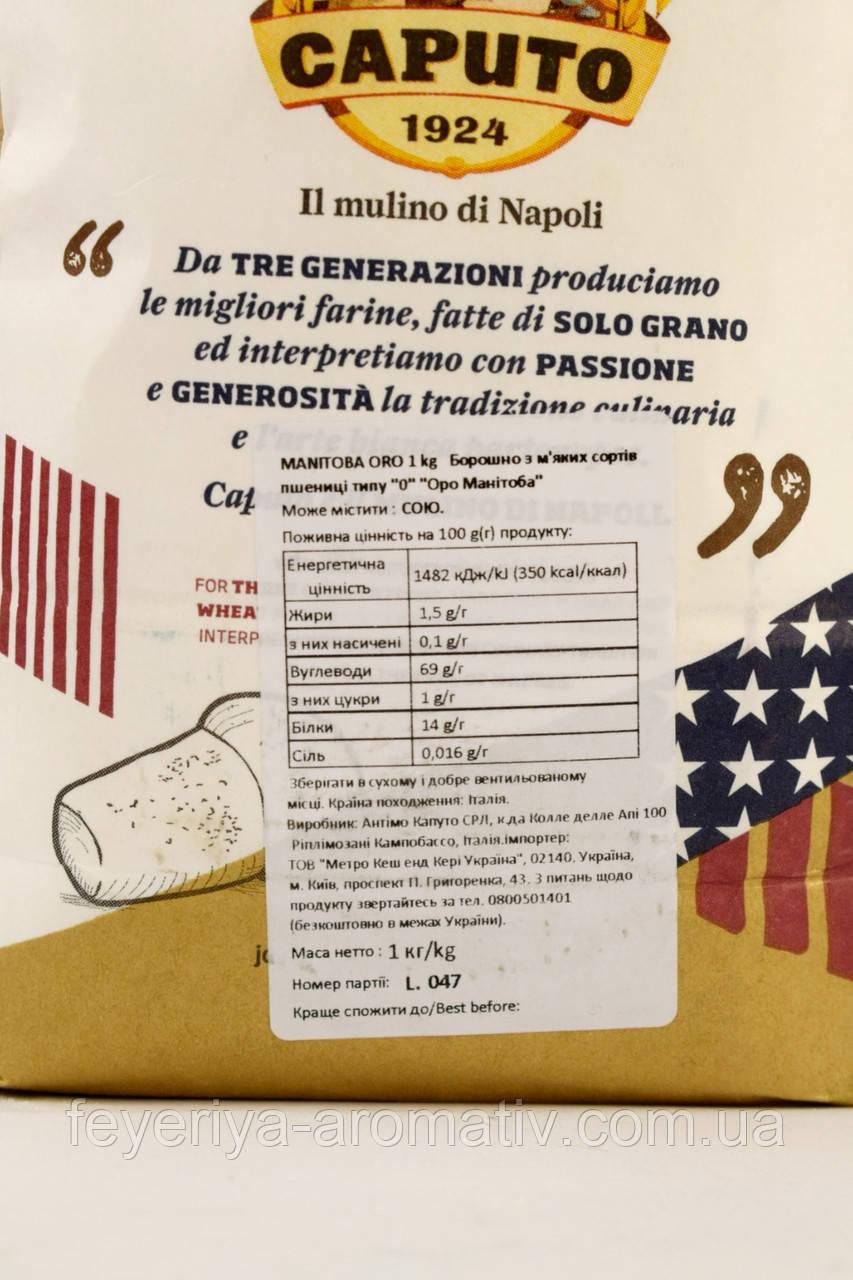 CAPUTO
1924
Il mulino di Napoli
“
Da TRE GENERAZIONI produciamo
le migliori farine, fatte di SOLO GRANO
ed interpretiamo con PASSIONE
e GENEROSITÀ la tradizione culinaria
e
Cap
”
FOR TH
WHEA
INTERP
MANITOBA ORO 1 kg Борошно з м'яких сортів
пшениці типу "0" "Оро Манітоба"
Може містити : СОЮ.
Поживна цінність на 100 g(г) продукту:
Енергетична цінність 1482 кДж/kJ (350 kcal/ккал)
Жири 1,5 g/г
з них насичені 0,1 g/г
Вуглеводи 69 g/г
з них цукри 1 g/г
Білки 14 g/г
Сіль 0,016 g/г
Зберігати в сухому і добре вентильованому
місці. Країна походження: Італія.
Виробник: Антімо Капуто СРЛ, к.да Колле делле Апі 100
Ріплімозані Кампобассо, Італія.Імпортер:
ТОВ "Метро Кеш енд Кері Україна", 02140, Україна,
м. Київ, проспект П. Григоренка, 43. З питань щодо
продукту звертайтесь за тел. 0800501401
(безкоштовно в межах України).
Маса нетто : 1 кг/kg
Номер партії: L. 047
Краще спожити до/Best before:
feyeriya-aromativ.com.ua